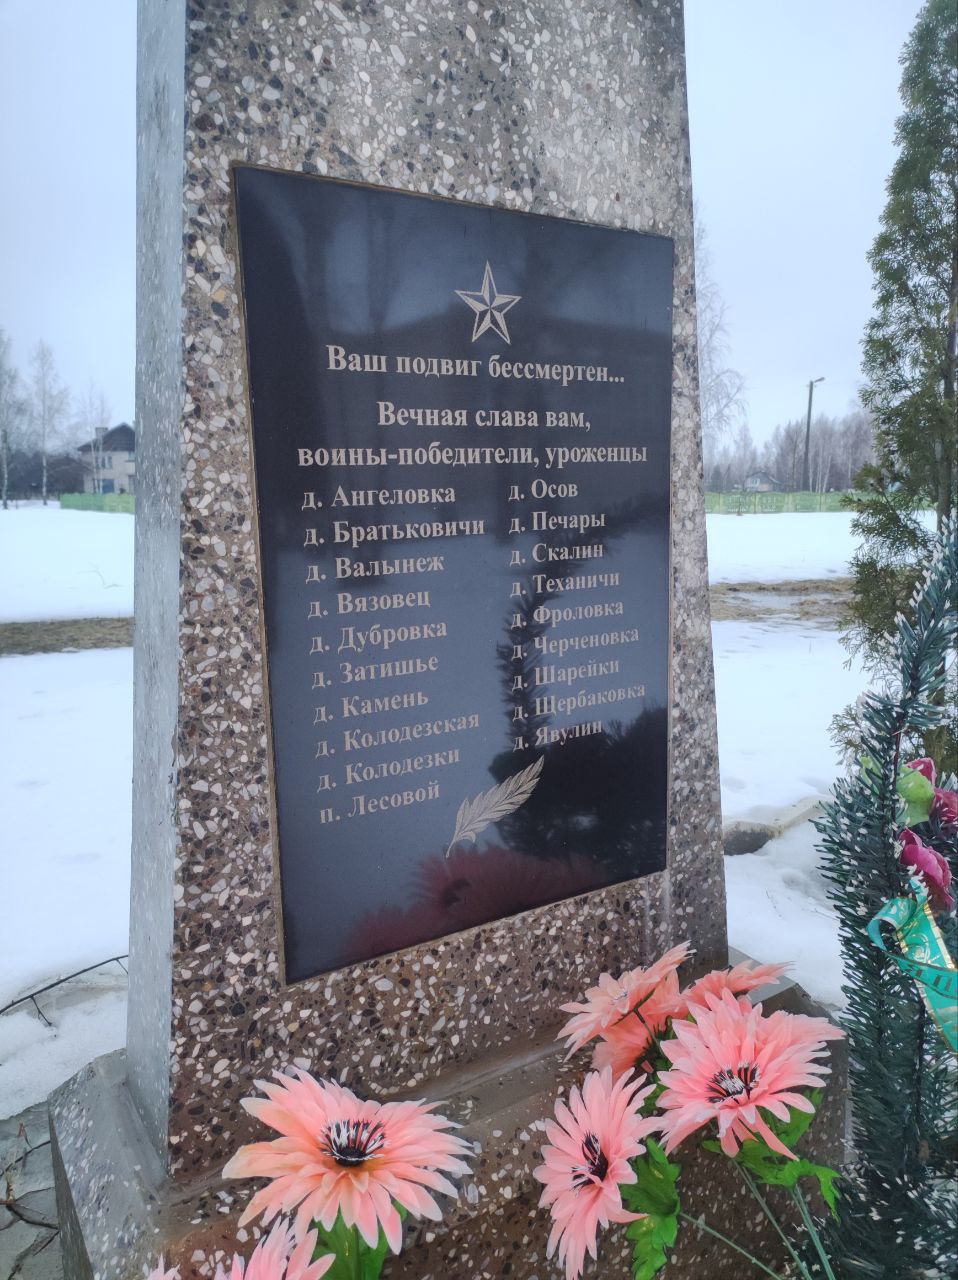 Ваш подвиг бессмертен...
Вечная слава вам,
воины-победители, уроженцы
д. Ангеловка
д. Братьковичи
д. Валынеж
д. Вязовец
д. Дубровка
д. Затишье
д. Камень
д. Колодезская
д. Колодезки
п. Лесовой
д. Осов
д. Печары
д. Скалин
д. Теханичи
д. Фроловка
д. Черченовка
д. Шарейки
д. Щербаковка
д. Явулин